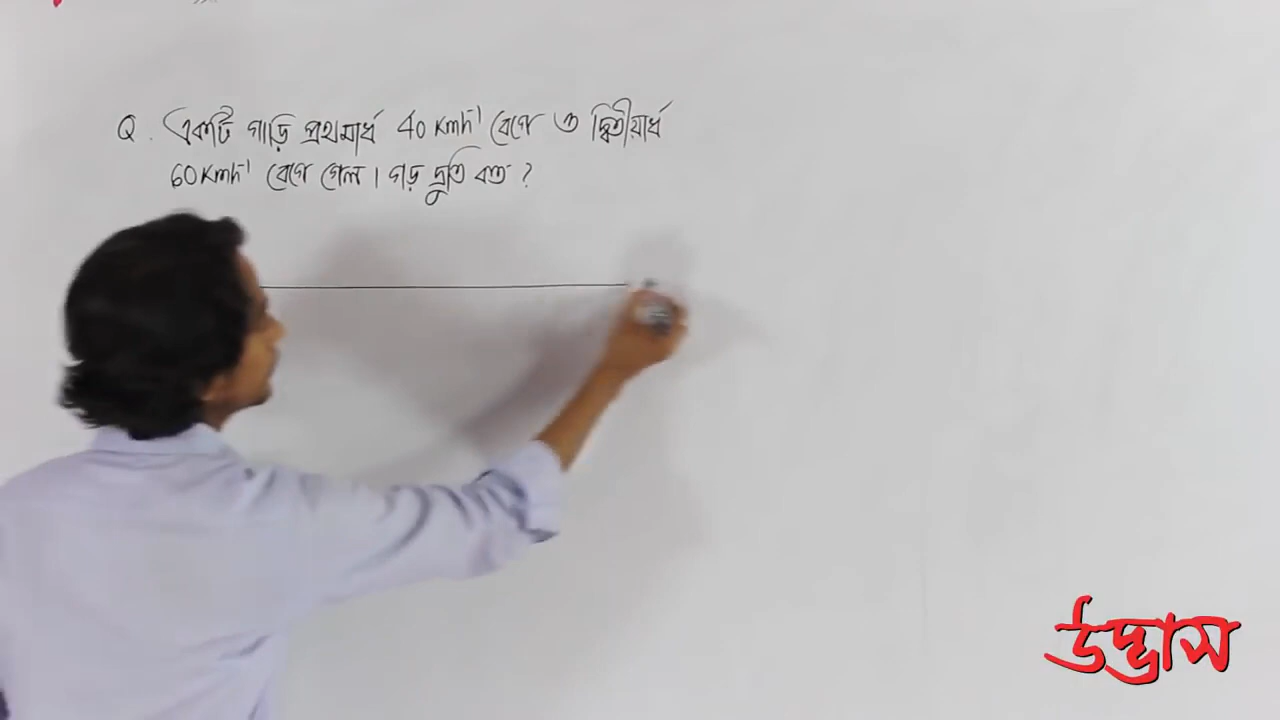 Q. একটি গাড়ি প্রথমার্ধ 40 Kmh⁻¹ বেগে ও দ্বিতীয়ার্ধ
60 Kmh⁻¹ বেগে গেল। গড় দ্রুতি কত?
উদ্ভাস